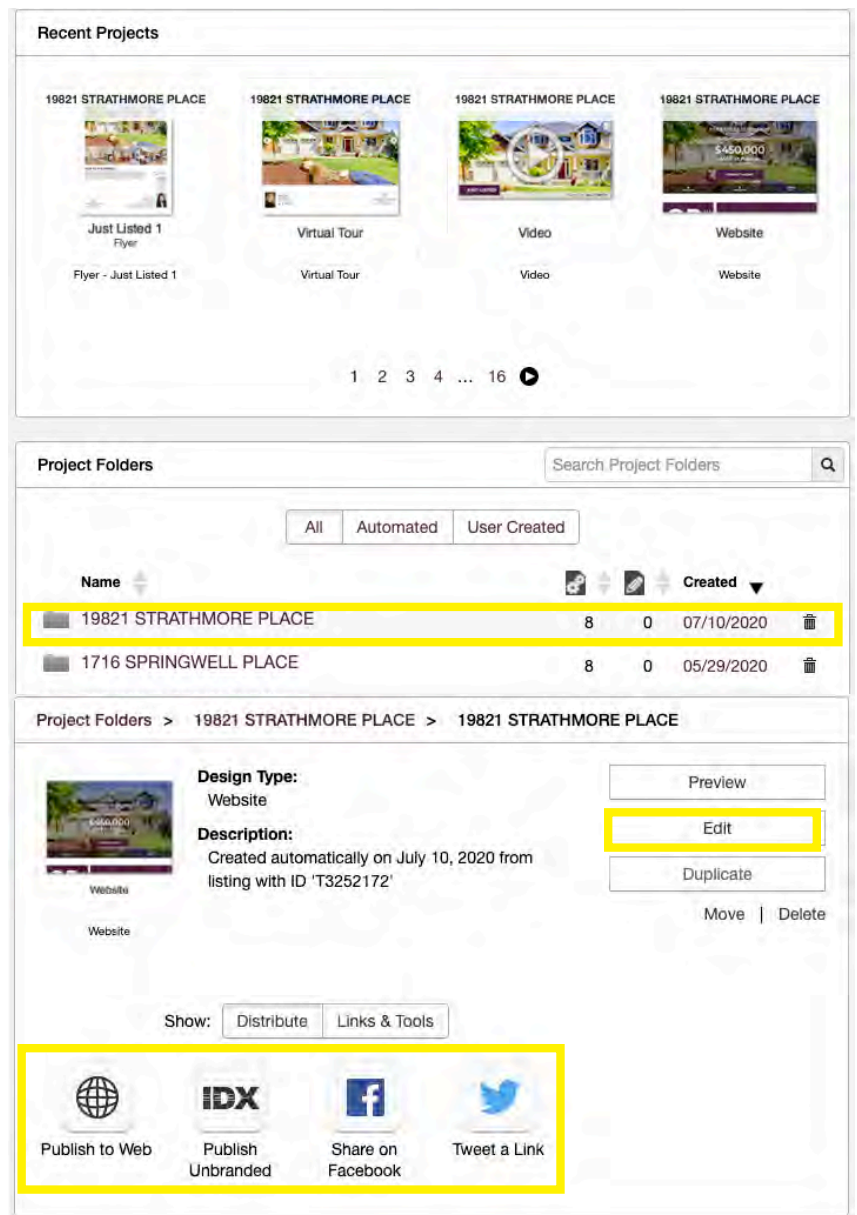 Recent Projects
19821 STRATHMORE PLACE
19821 STRATHMORE PLACE
19821 STRATHMORE PLACE
19821 STRATHMORE PLACE
$450,000
JUST LISTED
Just Listed 1
Flyer
Virtual Tour
Video
Website
Flyer - Just Listed 1
Virtual Tour
Video
Website
1 2 3 4 ... 16
Project Folders
Search Project Folders
All Automated User Created
Name Created
19821 STRATHMORE PLACE 8 0 07/10/2020
1716 SPRINGWELL PLACE 8 0 05/29/2020
Project Folders > 19821 STRATHMORE PLACE > 19821 STRATHMORE PLACE
$450,000
Website
Website
Design Type:
Website
Description:
Created automatically on July 10, 2020 from
listing with ID 'T3252172'
Preview
Edit
Duplicate
Move | Delete
Show: Distribute Links & Tools
IDX
Publish to Web
Publish
Unbranded
Share on
Facebook
Tweet a Link